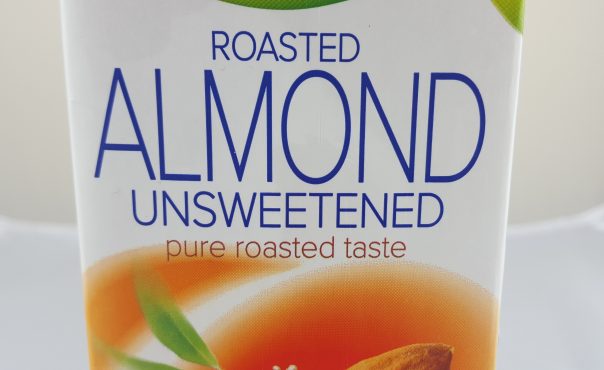 ROASTED
ALMOND
UNSWEETENED
pure roasted taste